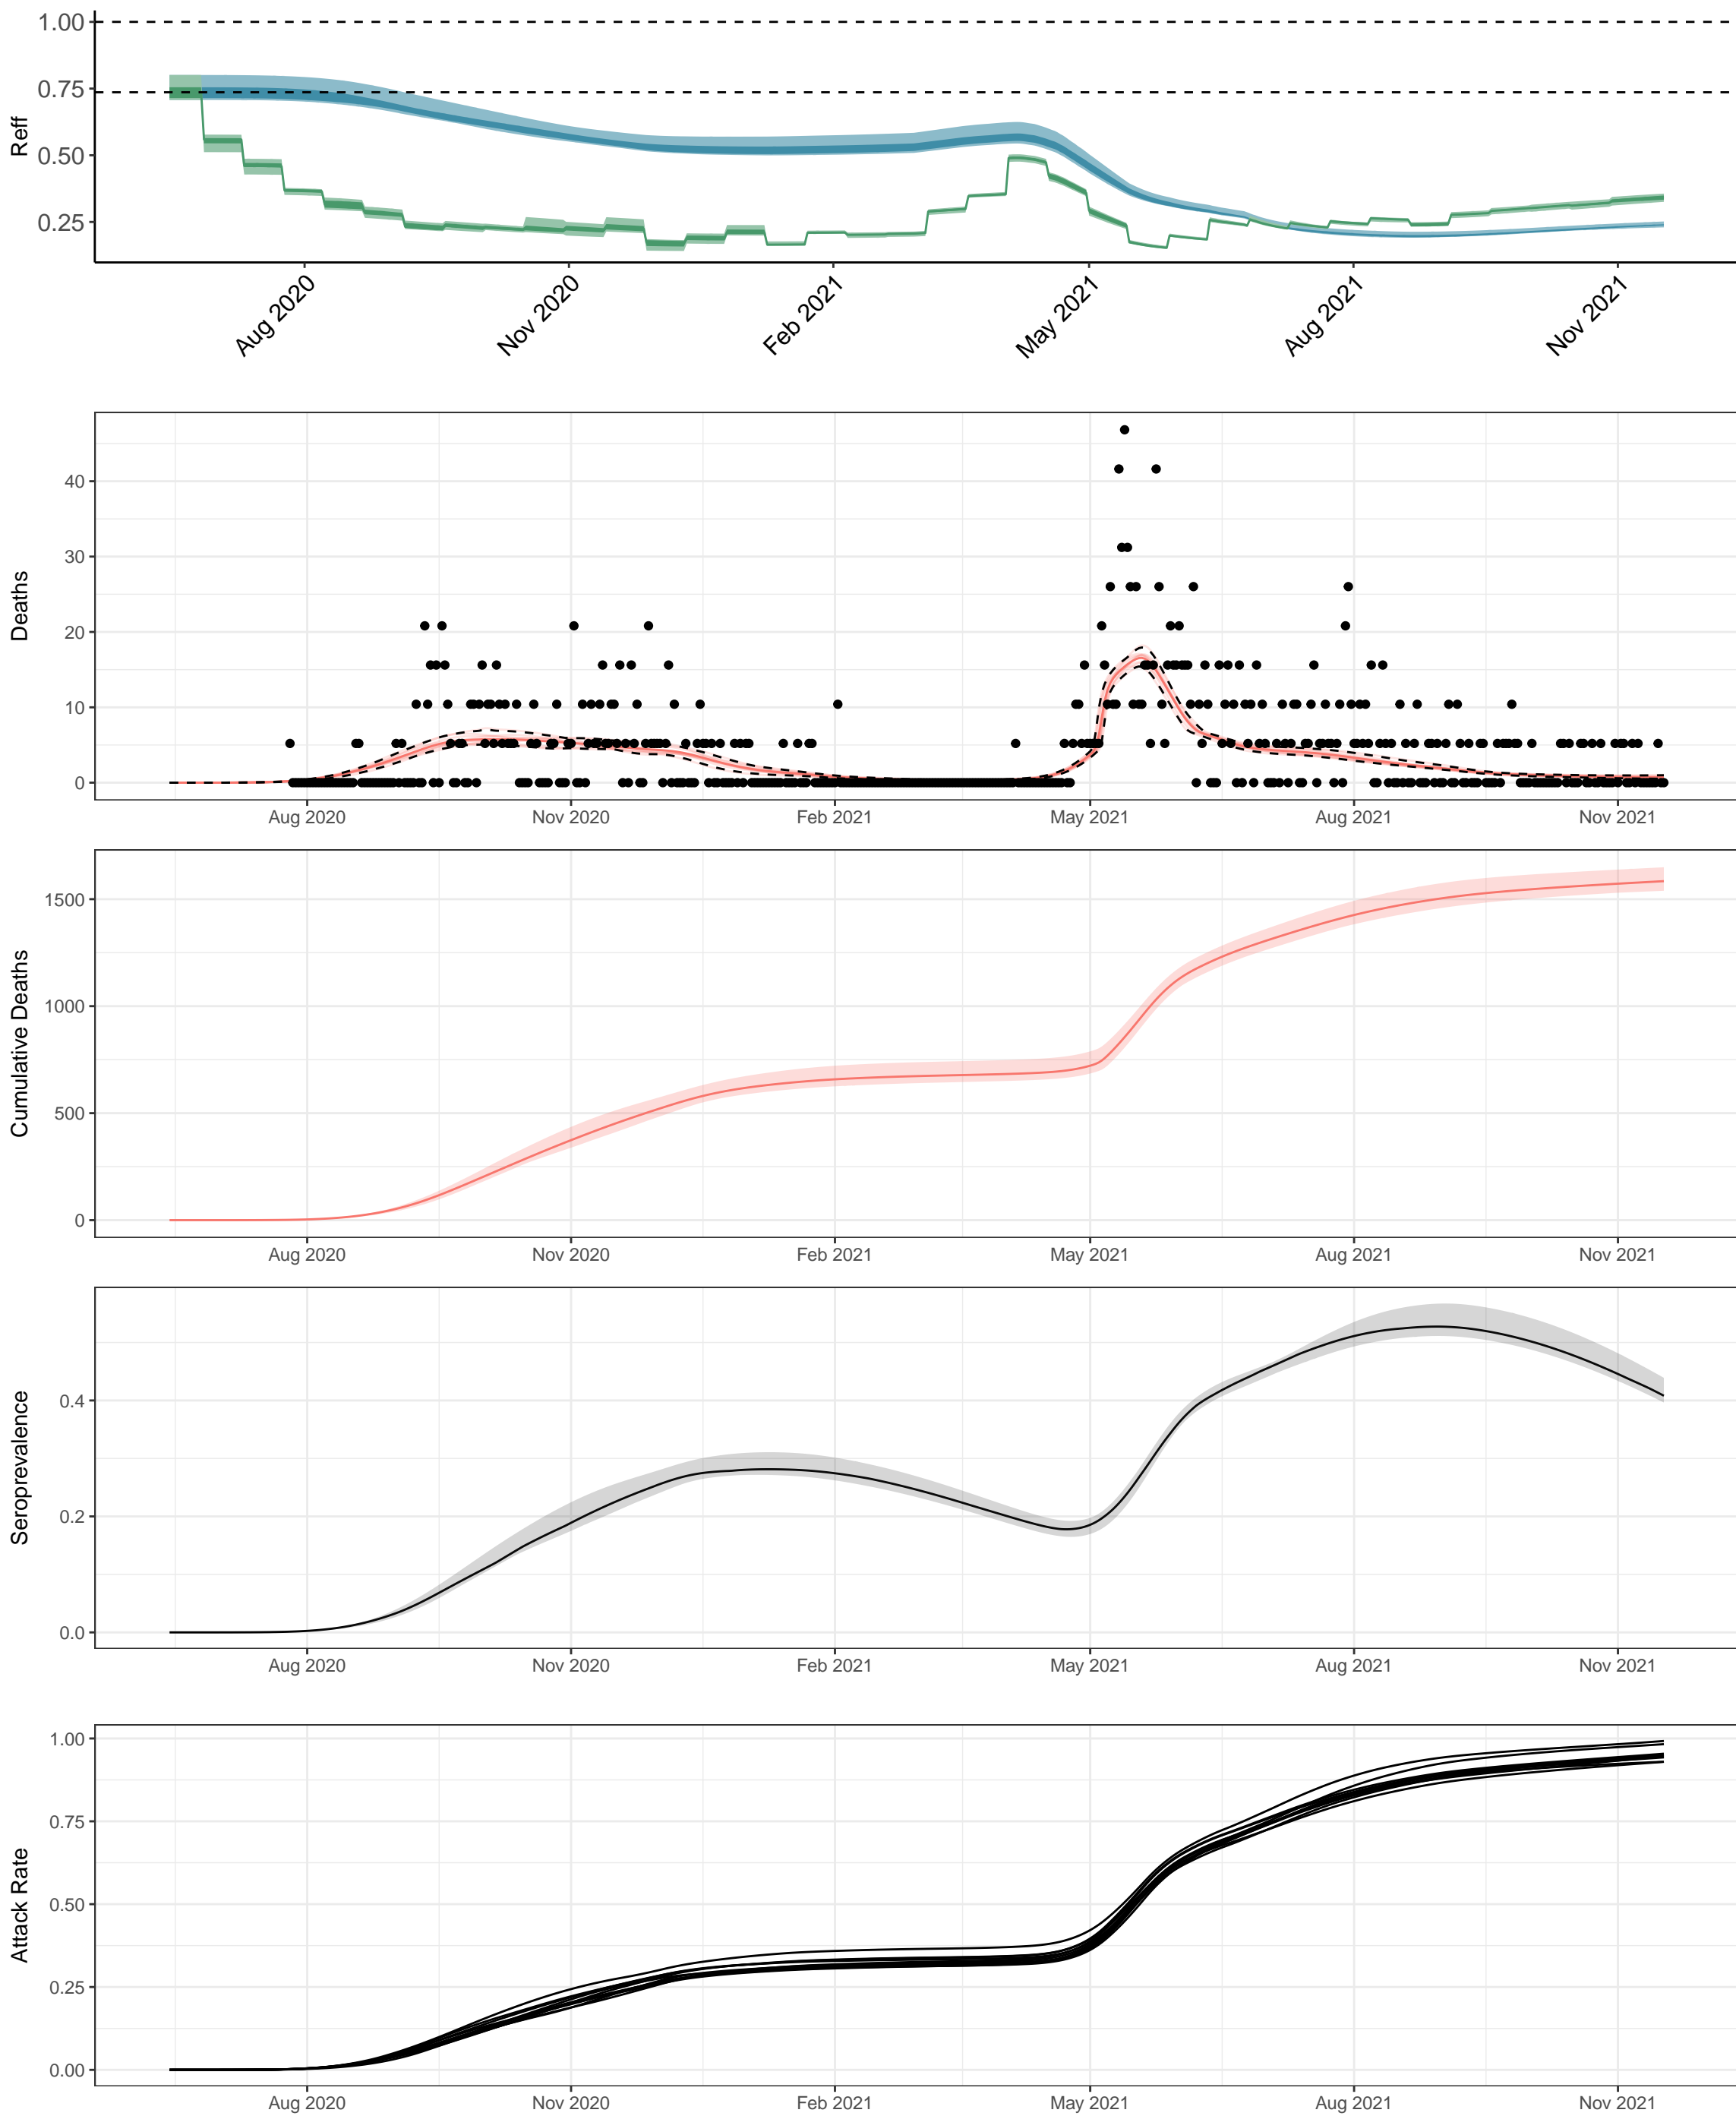 Reff
1.00
0.75
0.50
0.25
Aug 2020
Nov 2020
Feb 2021
May 2021
Aug 2021
Nov 2021
Deaths
40
30
20
10
0
Aug 2020
Nov 2020
Feb 2021
May 2021
Aug 2021
Nov 2021
Cumulative Deaths
1500
1000
500
0
Aug 2020
Nov 2020
Feb 2021
May 2021
Aug 2021
Nov 2021
Seroprevalence
0.4
0.2
0.0
Aug 2020
Nov 2020
Feb 2021
May 2021
Aug 2021
Nov 2021
Attack Rate
1.00
0.75
0.50
0.25
0.00
Aug 2020
Nov 2020
Feb 2021
May 2021
Aug 2021
Nov 2021